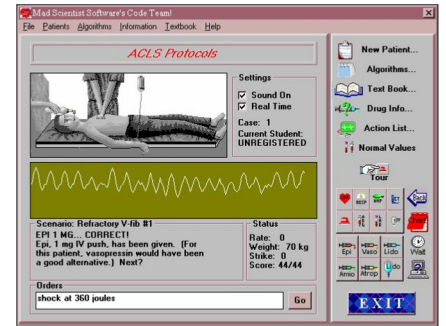 Mad Scientist Software's Code Team!
File Patients Algorithms Information Textbook Help
ACLS Protocols
Settings
Sound On
Real Time
Case: 1
Current Student:
UNREGISTERED
Scenario: Refractory V-fib #1
EPI 1 MG... CORRECT!
Epi, 1 mg IV push, has been given. (For
this patient, vasopressin would have been
a good alternative.) Next?
Status
Rate: 0
Weight: 70 kg
Strike: 0
Score: 44/44
Orders
shock at 360 joules
Go
New Patient...
Algorithms...
Text Book...
Drug Info...
Action List...
Normal Values
Tour
Back
Epi
Vaso
Lido
Wait
Amio
Atrop
EXIT